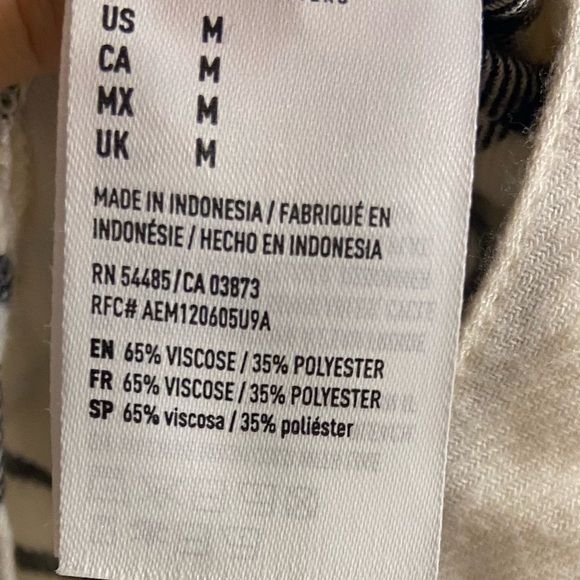 US M
CA M
MX M
UK M
MADE IN INDONESIA / FABRIQUÉ EN
INDONÉSIE / HECHO EN INDONESIA
RN 54485/CA 03873
RFC# AEM120605U9A
EN 65% VISCOSE / 35% POLYESTER
FR 65% VISCOSE / 35% POLYESTER
SP 65% viscosa / 35% poliéster